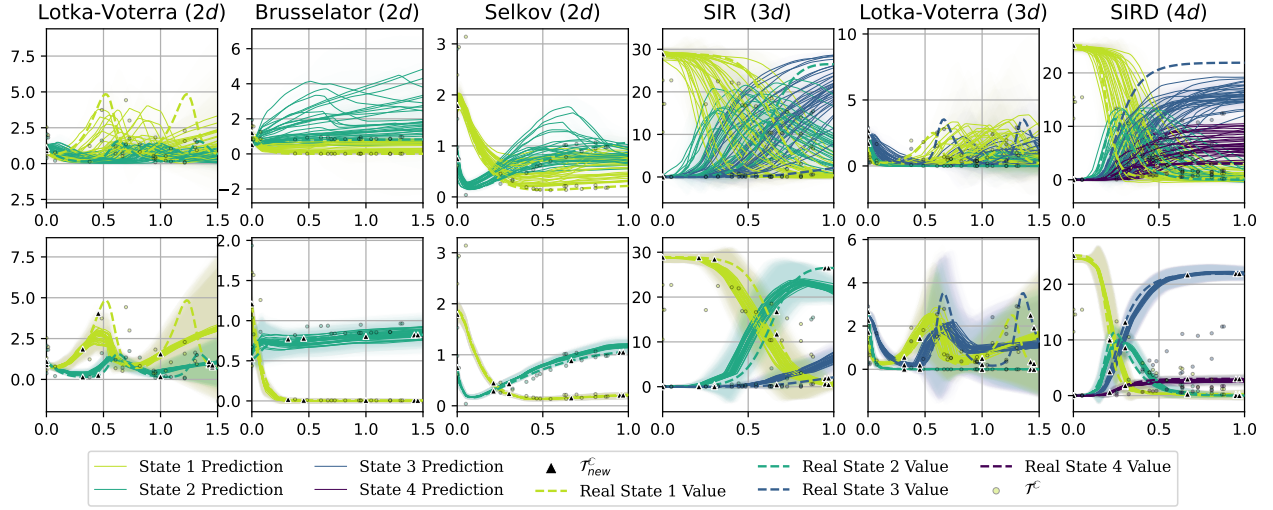 Lotka-Voterra (2d) Brusselator (2d) Selkov (2d) SIR (3d) Lotka-Voterra (3d) SIRD (4d)
7.5 6 3 30 10 20
5.0 4 2 20 5 10
2.5 2 1 10 0 0
0.0 0 0 0
2.5 −2
0.0 0.5 1.0 1.5 0.0 0.5 1.0 1.5 0.0 0.5 1.0 0.0 0.5 1.0 0.0 0.5 1.0 1.5 0.0 0.5 1.0
7.5 2.0 3 30 6 30
5.0 1.5 2 20 4 20
2.5 1.0 1 10 2 10
0.0 0.5 0 0 0 0
0.0
0.0 0.5 1.0 1.5 0.0 0.5 1.0 1.5 0.0 0.5 1.0 0.0 0.5 1.0 0.0 0.5 1.0 1.5 0.0 0.5 1.0
State 1 Prediction State 3 Prediction 𝒯^C_new Real State 2 Value Real State 4 Value
State 2 Prediction State 4 Prediction Real State 1 Value Real State 3 Value 𝒯^C